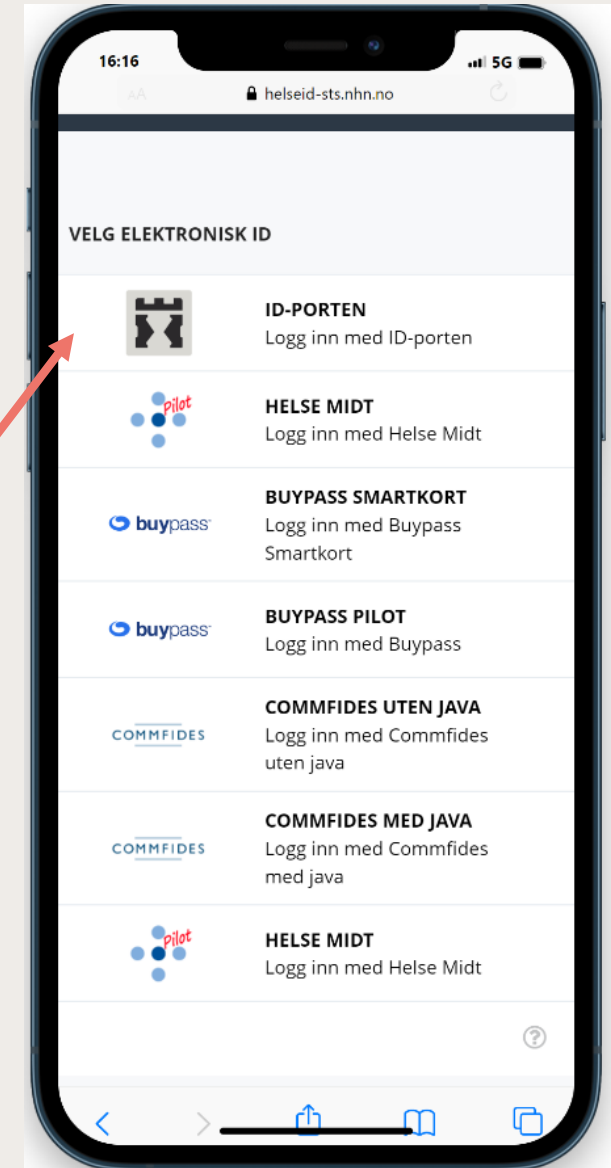 16:16
5G
AA
helseid-sts.nhn.no
VELG ELEKTRONISK ID
ID-PORTEN
Logg inn med ID-porten
Pilot
HELSE MIDT
Logg inn med Helse Midt
buypass
BUYPASS SMARTKORT
Logg inn med Buypass
Smartkort
buypass
BUYPASS PILOT
Logg inn med Buypass
COMMFIDES
COMMFIDES UTEN JAVA
Logg inn med Commfides
uten java
COMMFIDES
COMMFIDES MED JAVA
Logg inn med Commfides
med java
Pilot
HELSE MIDT
Logg inn med Helse Midt
?